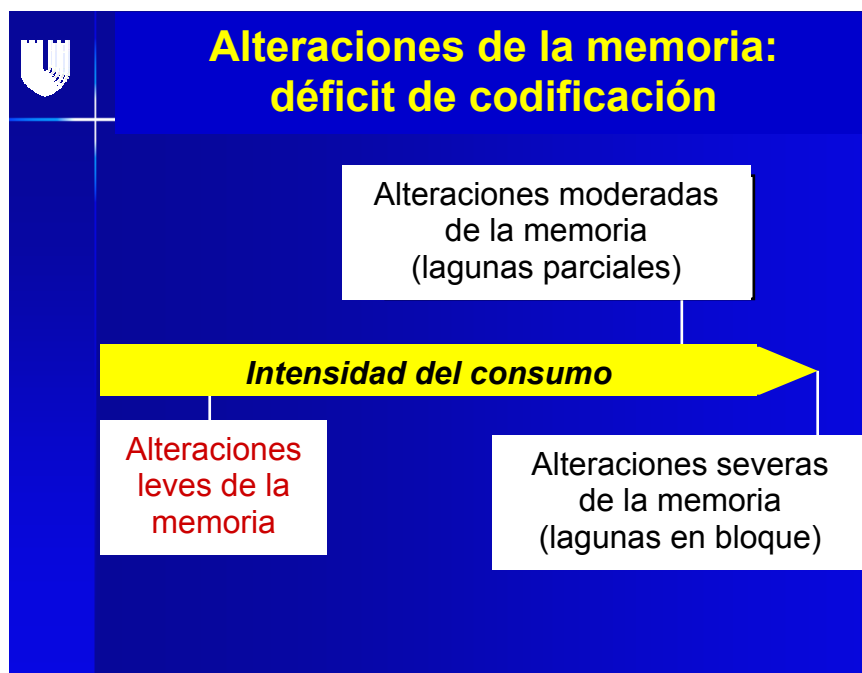 Alteraciones de la memoria:
déficit de codificación
Alteraciones moderadas
de la memoria
(lagunas parciales)
Intensidad del consumo
Alteraciones
leves de la
memoria
Alteraciones severas
de la memoria
(lagunas en bloque)